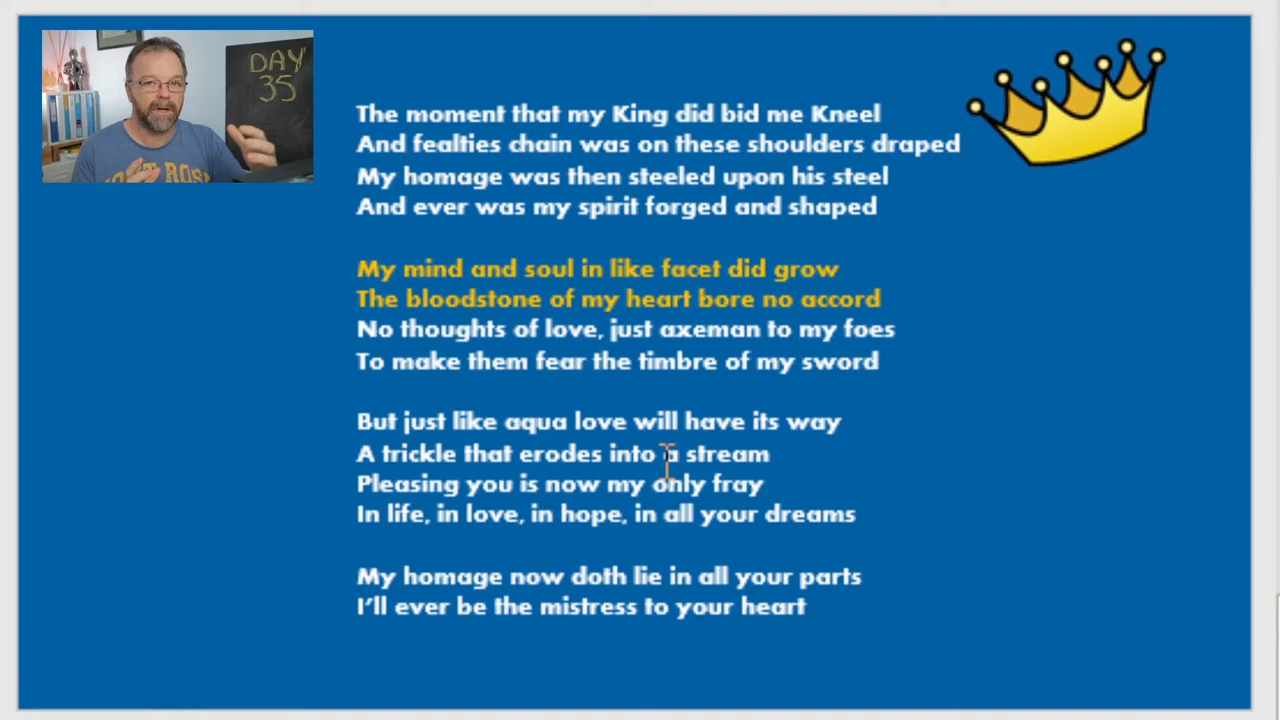 DAY
35
The moment that my King did bid me Kneel
And fealties chain was on these shoulders draped
My homage was then steeled upon his steel
And ever was my spirit forged and shaped
My mind and soul in like facet did grow
The bloodstone of my heart bore no accord
No thoughts of love, just axeman to my foes
To make them fear the timbre of my sword
But just like aqua love will have its way
A trickle that erodes into a stream
Pleasing you is now my only fray
In life, in love, in hope, in all your dreams
My homage now doth lie in all your parts
I'll ever be the mistress to your heart